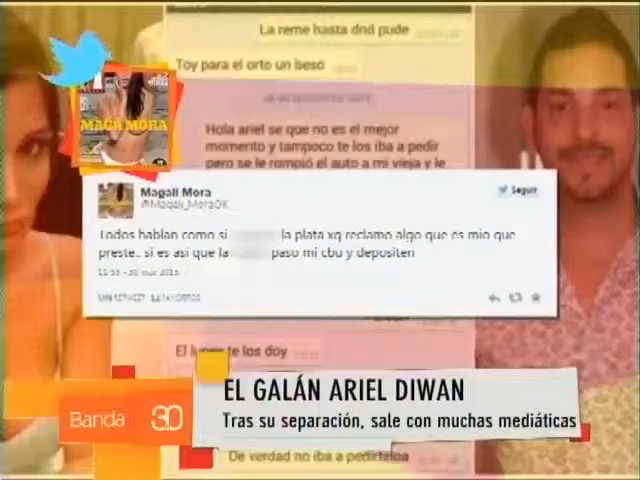 La reme hasta dnd pude
Toy para el orto un beso
MAGA MORA
Hola ariel se que no es el mejor
momento y tampoco te los iba a pedir
pero se le rompió el auto a mi vieja y le
Magali Mora
@Magali_MoraOK
Seguir
Todos hablan como si la plata xq reclamo algo que es mio que
preste.. si es asi que la paso mi cbu y depositen
El lunes te los doy
EL GALÁN ARIEL DIWAN
Banda 30
Tras su separación, sale con muchas mediáticas
De verdad no iba a pedirtelos